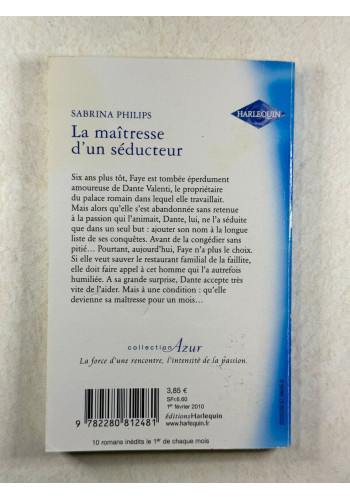 HARLEQUIN
SABRINA PHILIPS
La maîtresse
d'un séducteur
Six ans plus tôt, Faye est tombée éperdument
amoureuse de Dante Valenti, le propriétaire
du palace romain dans lequel elle travaillait.
Mais alors qu'elle s'est abandonnée sans retenue
à la passion qui l'animait, Dante, lui, ne l'a séduite
que dans un seul but : ajouter son nom à la longue
liste de ses conquêtes. Avant de la congédier sans
pitié… Pourtant, aujourd'hui, Faye n'a plus le choix.
Si elle veut sauver le restaurant familial de la faillite,
elle doit faire appel à cet homme qui l'a autrefois
humiliée. A sa grande surprise, Dante accepte très
vite de l'aider. Mais à une condition : qu'elle
devienne sa maîtresse pour un mois…
collection Azur
La force d'une rencontre, l'intensité de la passion.
3,85 €
SFr.6.60
1er février 2010
éditionsHarlequin
www.harlequin.fr
9 782280 812481
10 romans inédits le 1er de chaque mois